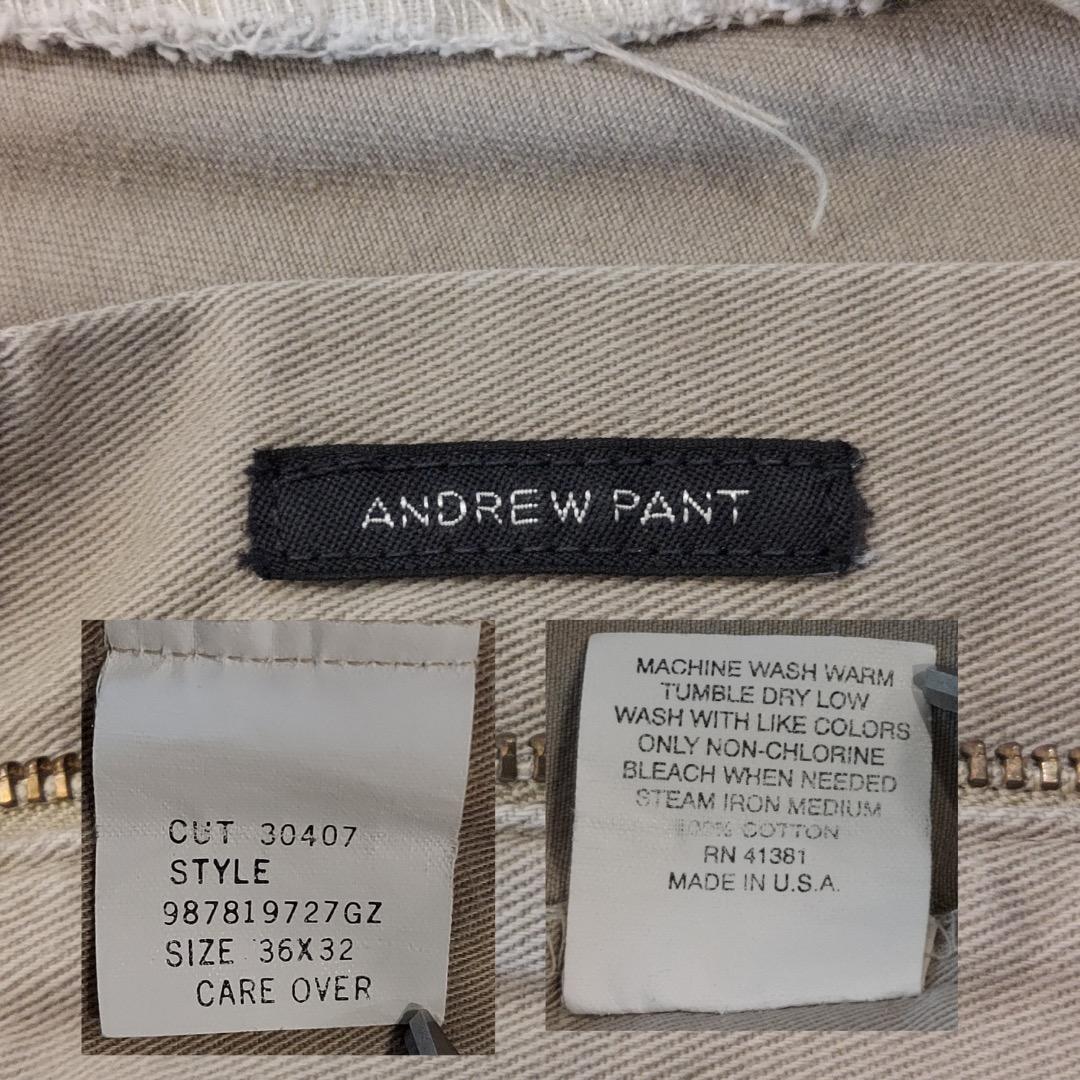 ANDREW PANT
CUT 30407
STYLE
987819727GZ
SIZE 36X32
CARE OVER
MACHINE WASH WARM
TUMBLE DRY LOW
WASH WITH LIKE COLORS
ONLY NON-CHLORINE
BLEACH WHEN NEEDED
STEAM IRON MEDIUM
100% COTTON
RN 41381
MADE IN U.S.A.